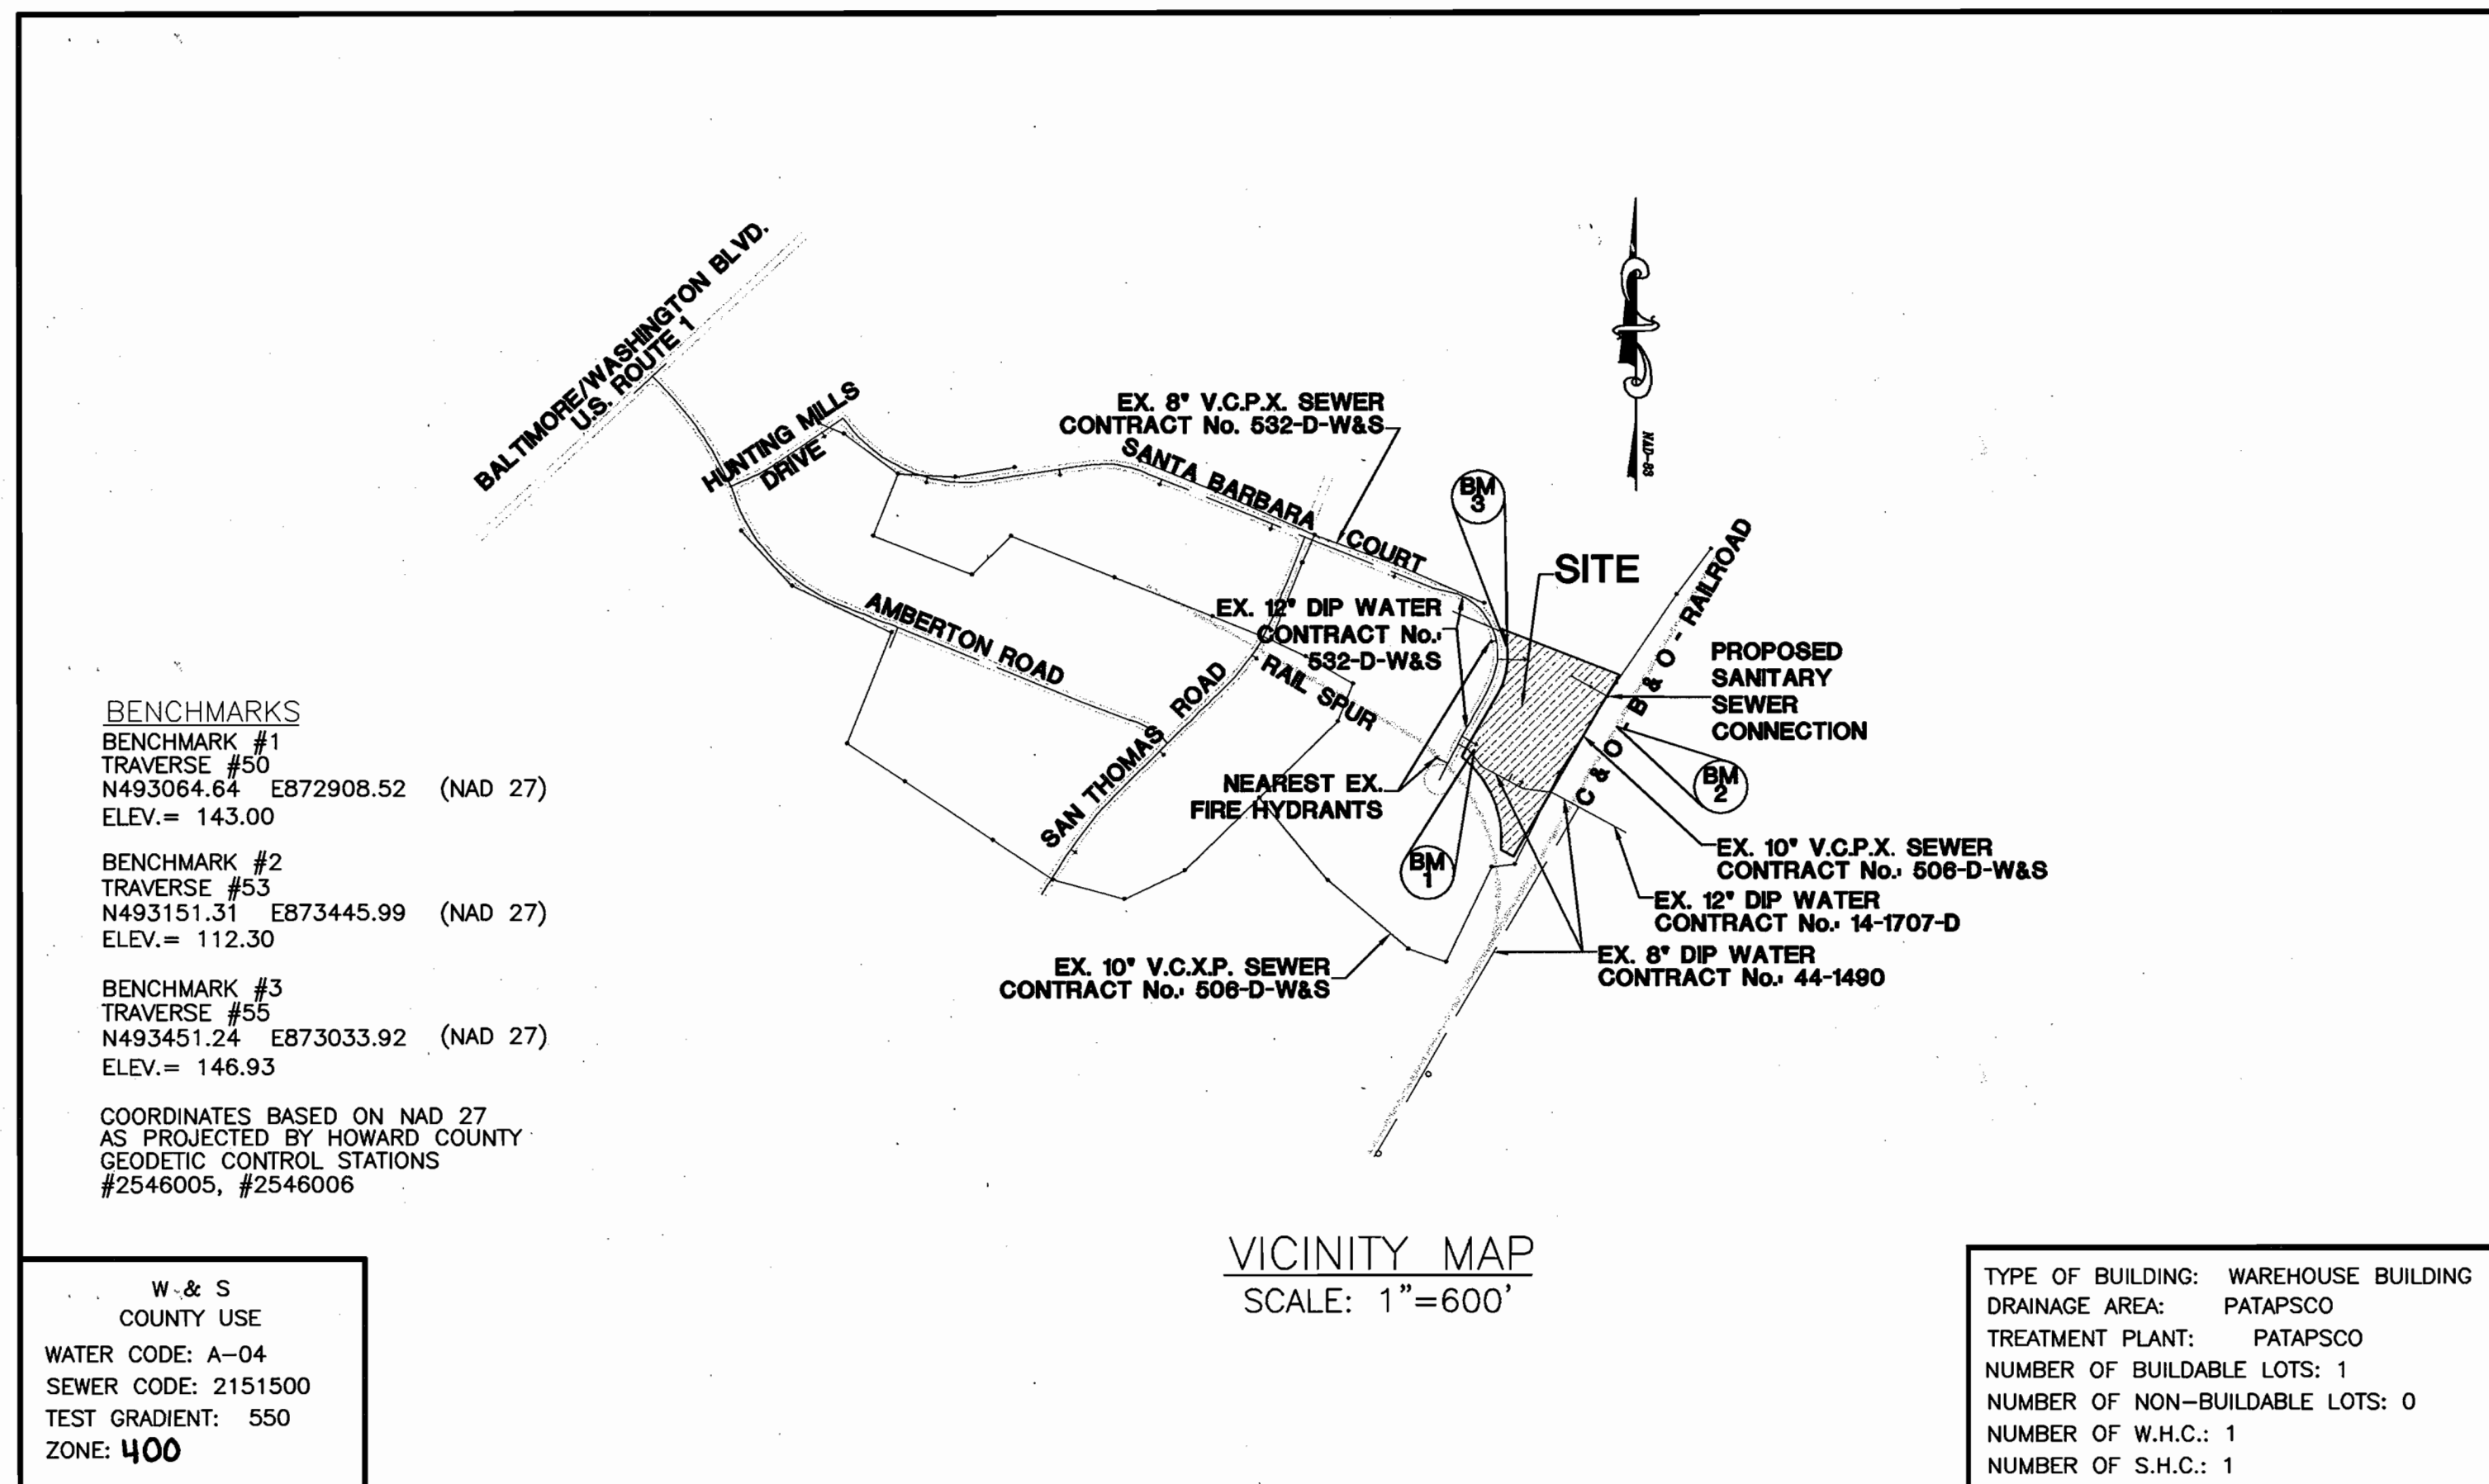 BALTIMORE/WASHINGTON BLVD.
U.S. ROUTE 1
HUNTING MILLS
DRIVE
EX. 8" V.C.P.X. SEWER
CONTRACT No. 532-D-W&S
SANTA BARBARA COURT
NAD-83
BM
3
SITE
EX. 12" DIP WATER
CONTRACT No.:
532-D-W&S
AMBERTON ROAD
SAN THOMAS ROAD
RAIL SPUR
C & O - B & O - RAILROAD
PROPOSED
SANITARY
SEWER
CONNECTION
NEAREST EX.
FIRE HYDRANTS
BM
2
BM
1
EX. 10" V.C.P.X. SEWER
CONTRACT No.: 506-D-W&S
EX. 12" DIP WATER
CONTRACT No.: 14-1707-D
EX. 8" DIP WATER
CONTRACT No.: 44-1490
EX. 10" V.C.X.P. SEWER
CONTRACT No.: 506-D-W&S
BENCHMARKS
BENCHMARK #1
TRAVERSE #50
N493064.64 E872908.52 (NAD 27)
ELEV.= 143.00
BENCHMARK #2
TRAVERSE #53
N493151.31 E873445.99 (NAD 27)
ELEV.= 112.30
BENCHMARK #3
TRAVERSE #55
N493451.24 E873033.92 (NAD 27)
ELEV.= 146.93
COORDINATES BASED ON NAD 27
AS PROJECTED BY HOWARD COUNTY
GEODETIC CONTROL STATIONS
#2546005, #2546006
VICINITY MAP
SCALE: 1"=600'
W & S
COUNTY USE
WATER CODE: A-04
SEWER CODE: 2151500
TEST GRADIENT: 550
ZONE: 400
TYPE OF BUILDING: WAREHOUSE BUILDING
DRAINAGE AREA: PATAPSCO
TREATMENT PLANT: PATAPSCO
NUMBER OF BUILDABLE LOTS: 1
NUMBER OF NON-BUILDABLE LOTS: 0
NUMBER OF W.H.C.: 1
NUMBER OF S.H.C.: 1